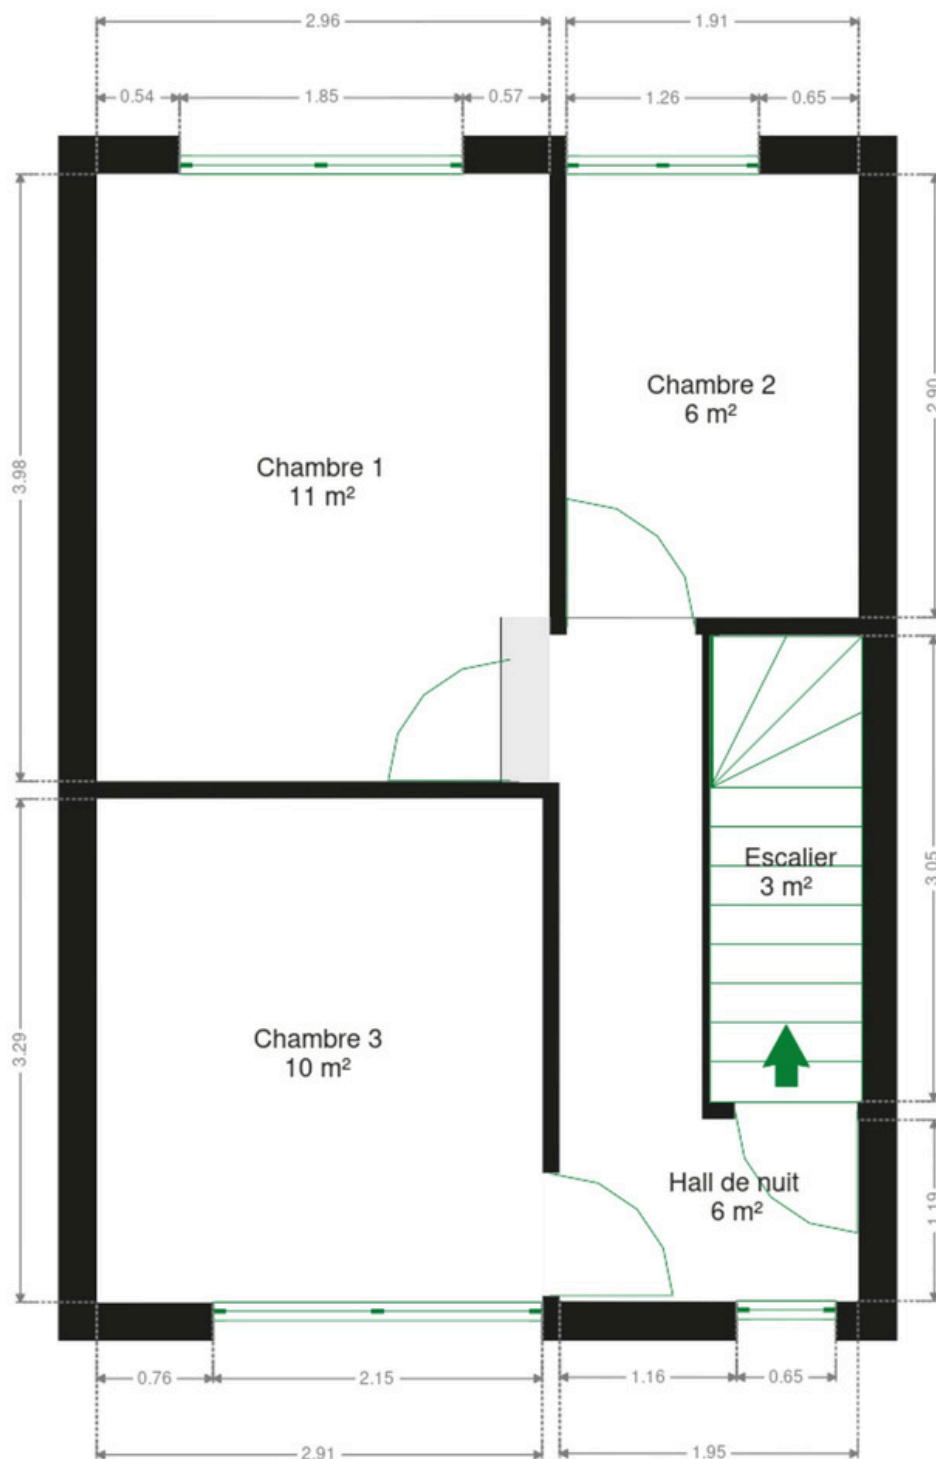 2.96
1.91
0.54
1.85
0.57
1.26
0.65
3.98
2.90
Chambre 2
6 m²
Chambre 1
11 m²
Escalier
3 m²
3.05
3.29
Chambre 3
10 m²
Hall de nuit
6 m²
1.19
0.76
2.15
1.16
0.65
2.91
1.95